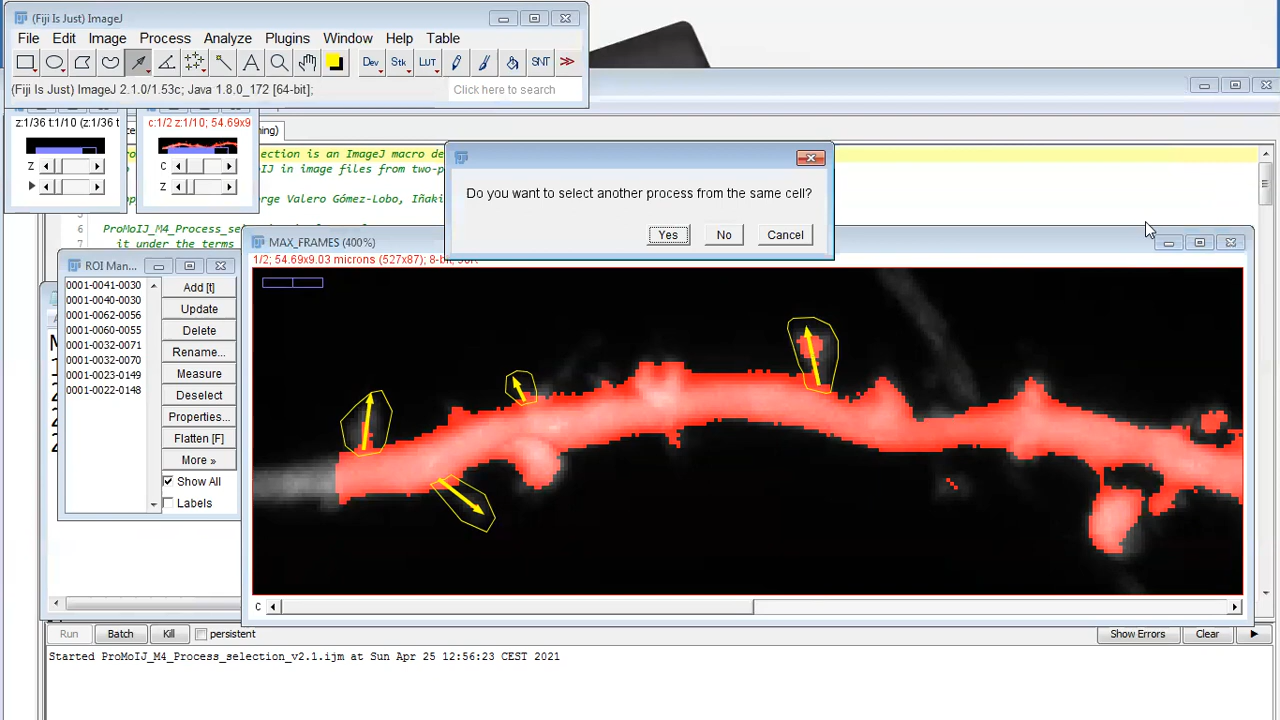 (Fiji Is Just) ImageJ
File Edit Image Process Analyze Plugins Window Help Table
Dev Stk LUT SNT >>
(Fiji Is Just) ImageJ 2.1.0/1.53c; Java 1.8.0_172 [64-bit];
Click here to search
z:1/36 t:1/10 (z:1/36 t
c:1/2 z:1/10; 54.69x9
Z
C
Z
election is an ImageJ macro de
IJ in image files from two-p
rge Valero Gómez-Lobo, Iñaki
5
6 ProMoIJ_M4_Process_se
7 it under the terms
Do you want to select another process from the same cell?
Yes No Cancel
MAX_FRAMES (400%)
1/2; 54.69x9.03 microns (527x87); 8-bit;
ROI Man...
0001-0041-0030
0001-0040-0030
0001-0062-0056
0001-0060-0055
0001-0032-0071
0001-0032-0070
0001-0023-0149
0001-0022-0148
Add [t]
Update
Delete
Rename...
Measure
Deselect
Properties...
Flatten [F]
More »
Show All
Labels
C
Run Batch Kill persistent
Show Errors Clear
Started ProMoIJ_M4_Process_selection_v2.1.ijm at Sun Apr 25 12:56:23 CEST 2021